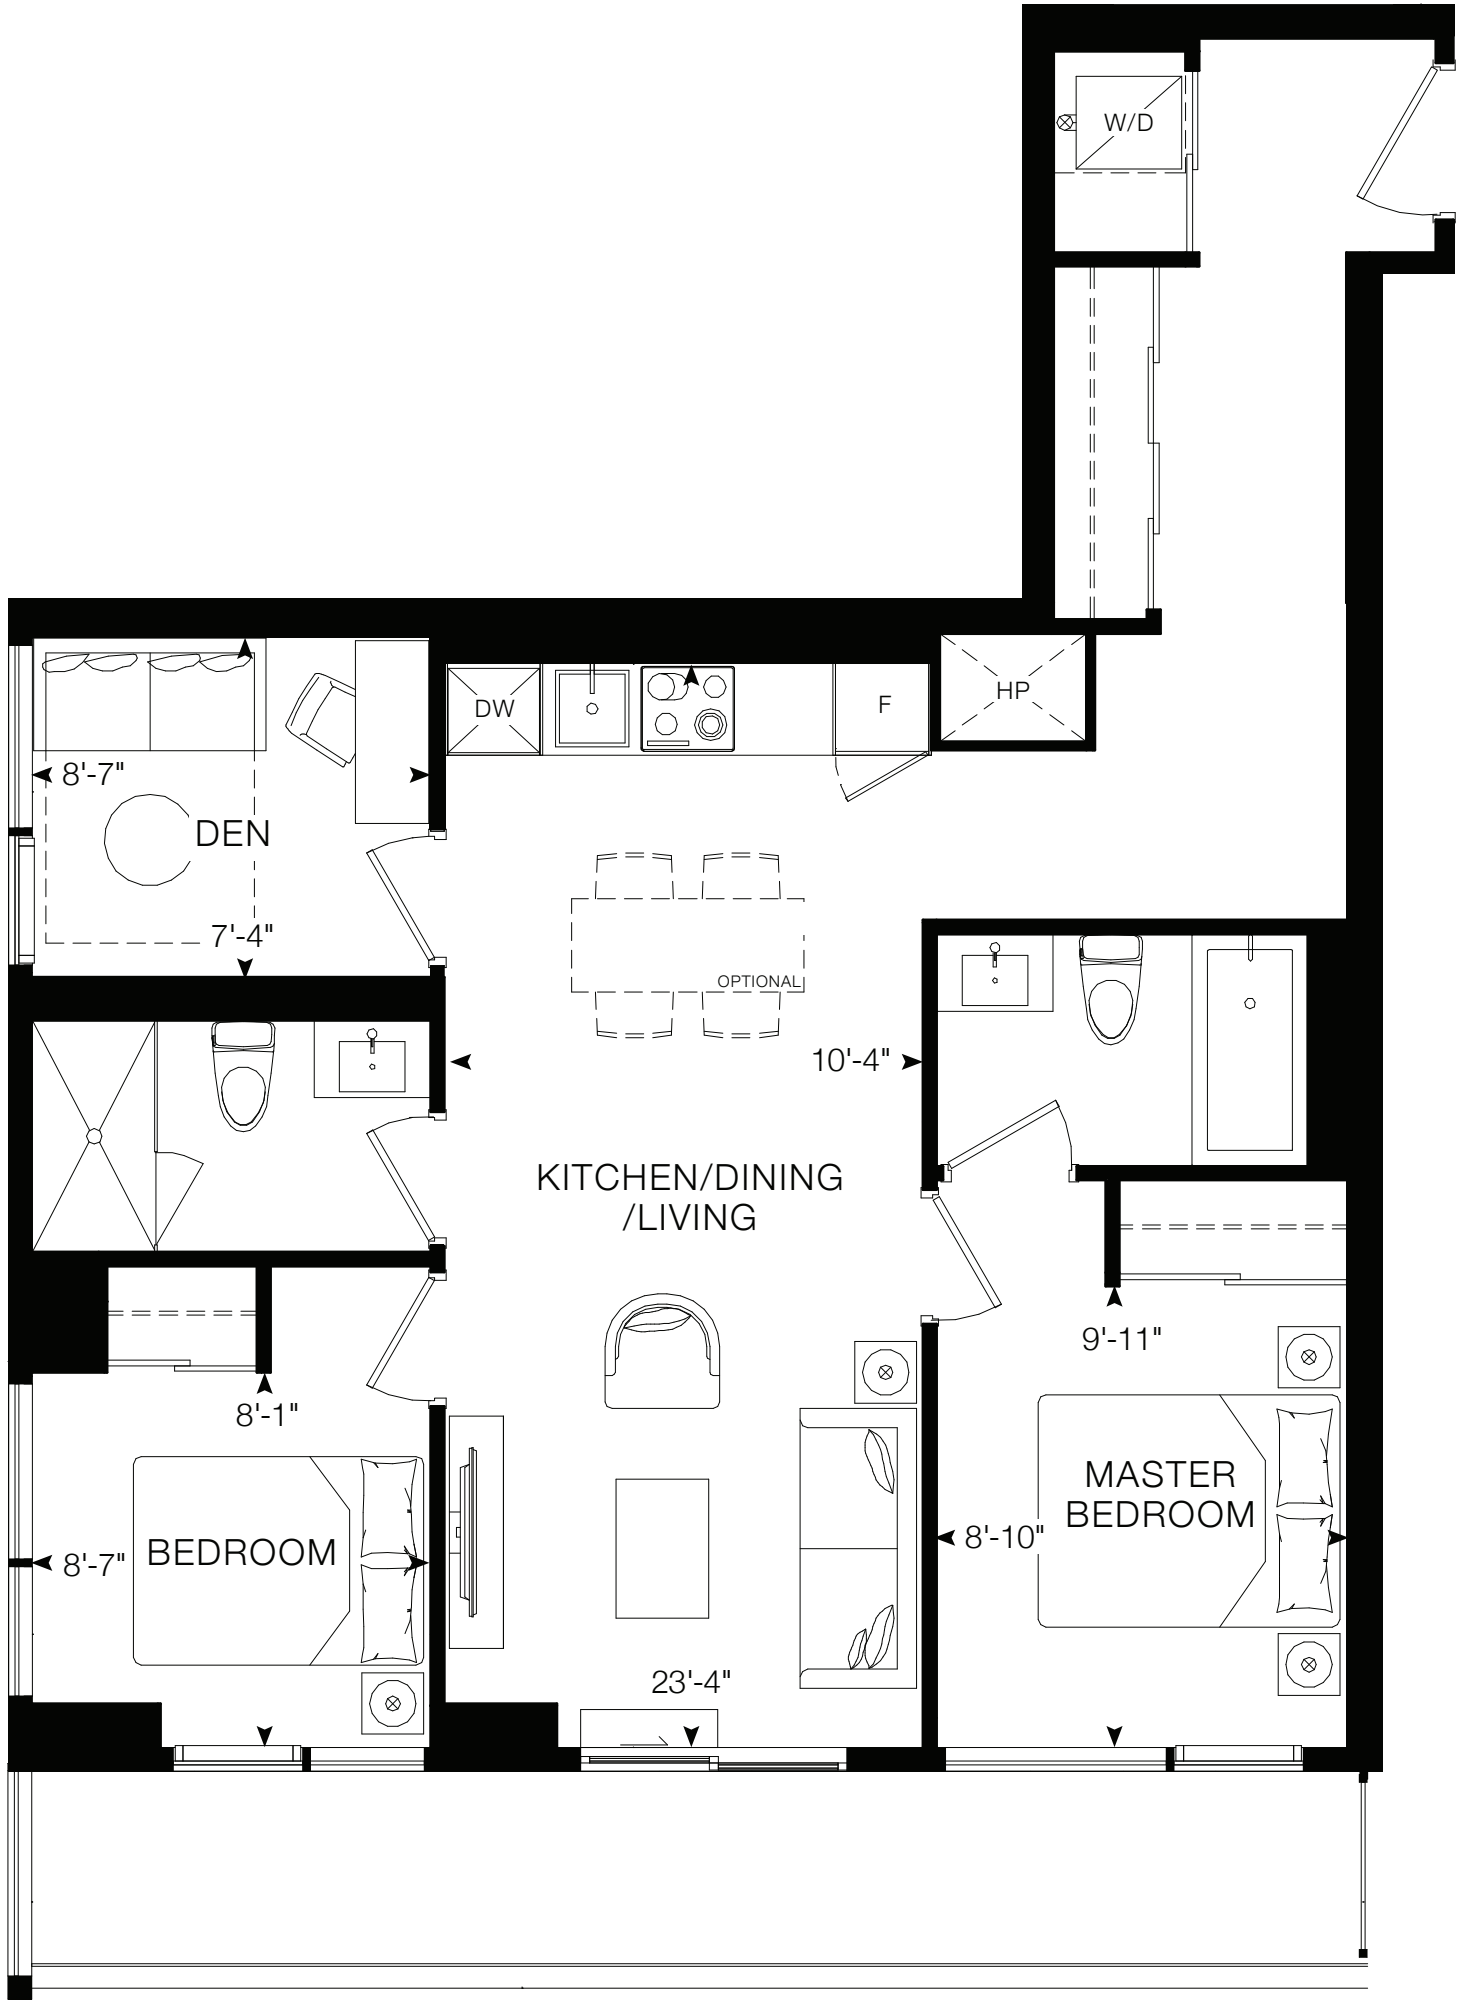 W/D
HP
DW
F
8'-7"
DEN
7'-4"
OPTIONAL
10'-4"
KITCHEN/DINING
/LIVING
9'-11"
8'-1"
MASTER
BEDROOM
8'-10"
8'-7"
BEDROOM
23'-4"